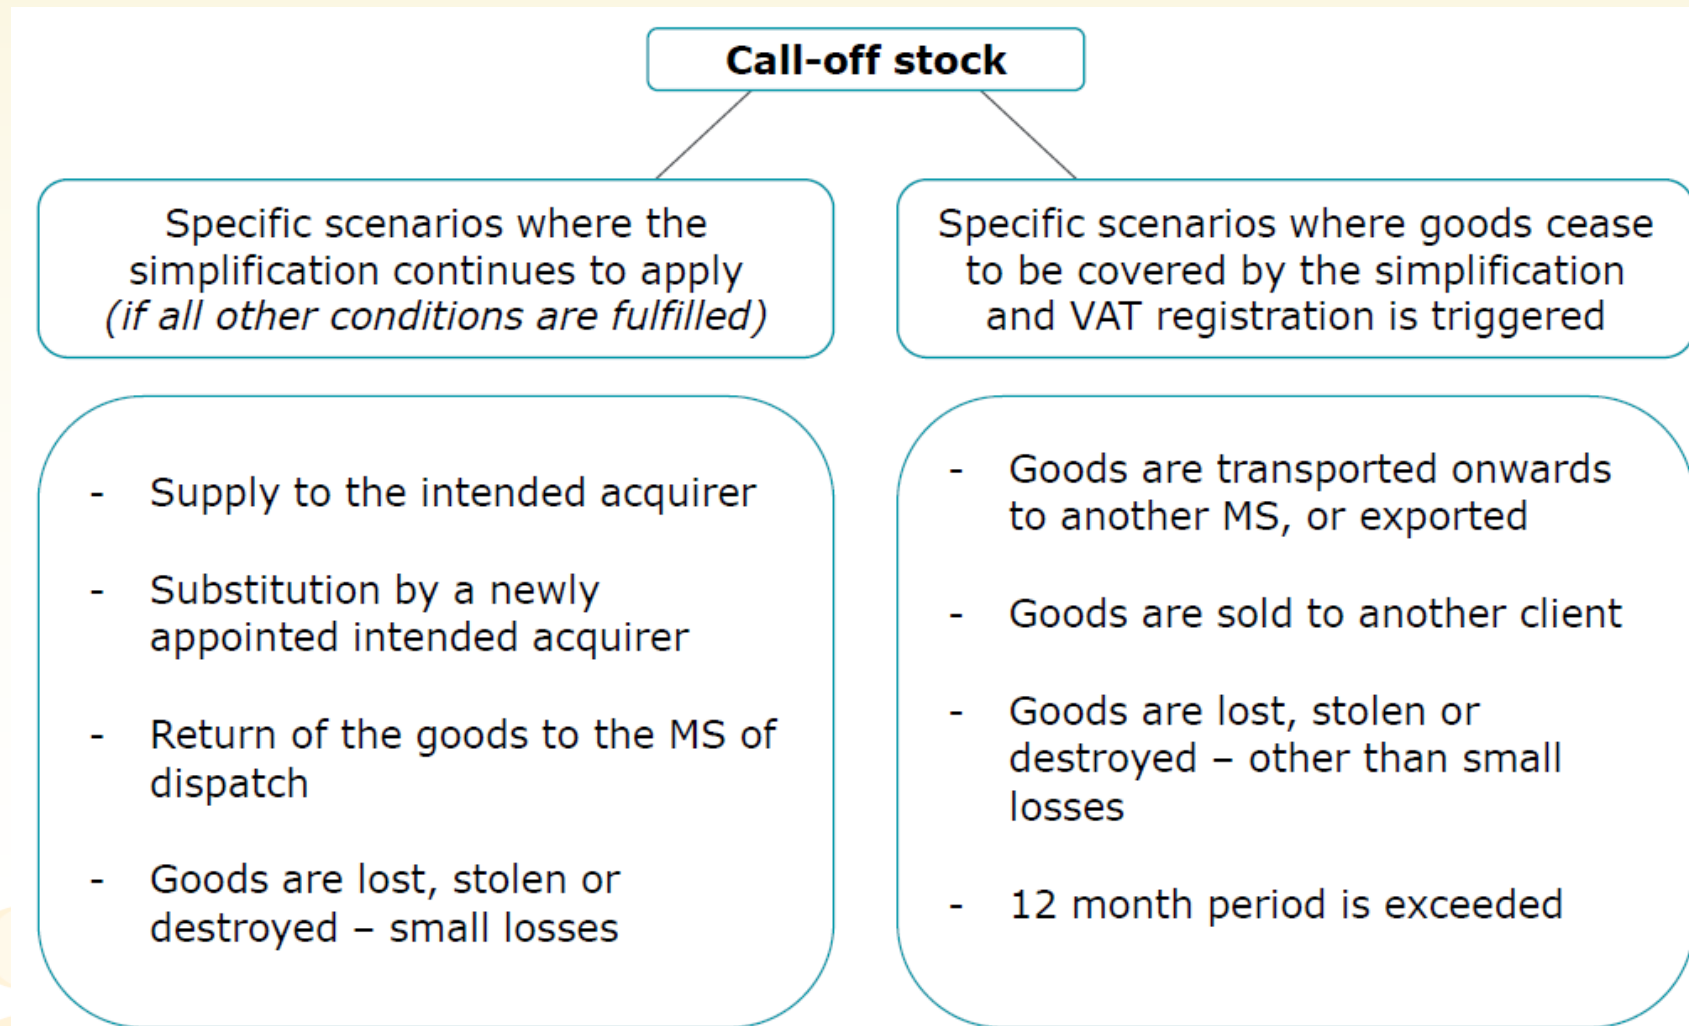 Call-off stock
Specific scenarios where the
simplification continues to apply
(if all other conditions are fulfilled)
Specific scenarios where goods cease
to be covered by the simplification
and VAT registration is triggered
- Supply to the intended acquirer
- Substitution by a newly
appointed intended acquirer
- Return of the goods to the MS of
dispatch
- Goods are lost, stolen or
destroyed – small losses
- Goods are transported onwards
to another MS, or exported
- Goods are sold to another client
- Goods are lost, stolen or
destroyed – other than small
losses
- 12 month period is exceeded